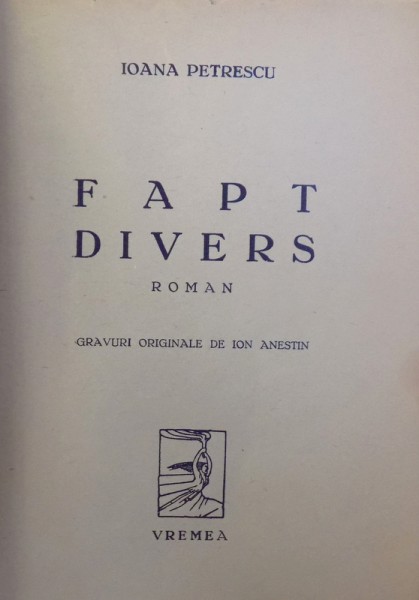 IOANA PETRESCU
FAPT
DIVERS
ROMAN
GRAVURI ORIGINALE DE ION ANESTIN
VREMEA